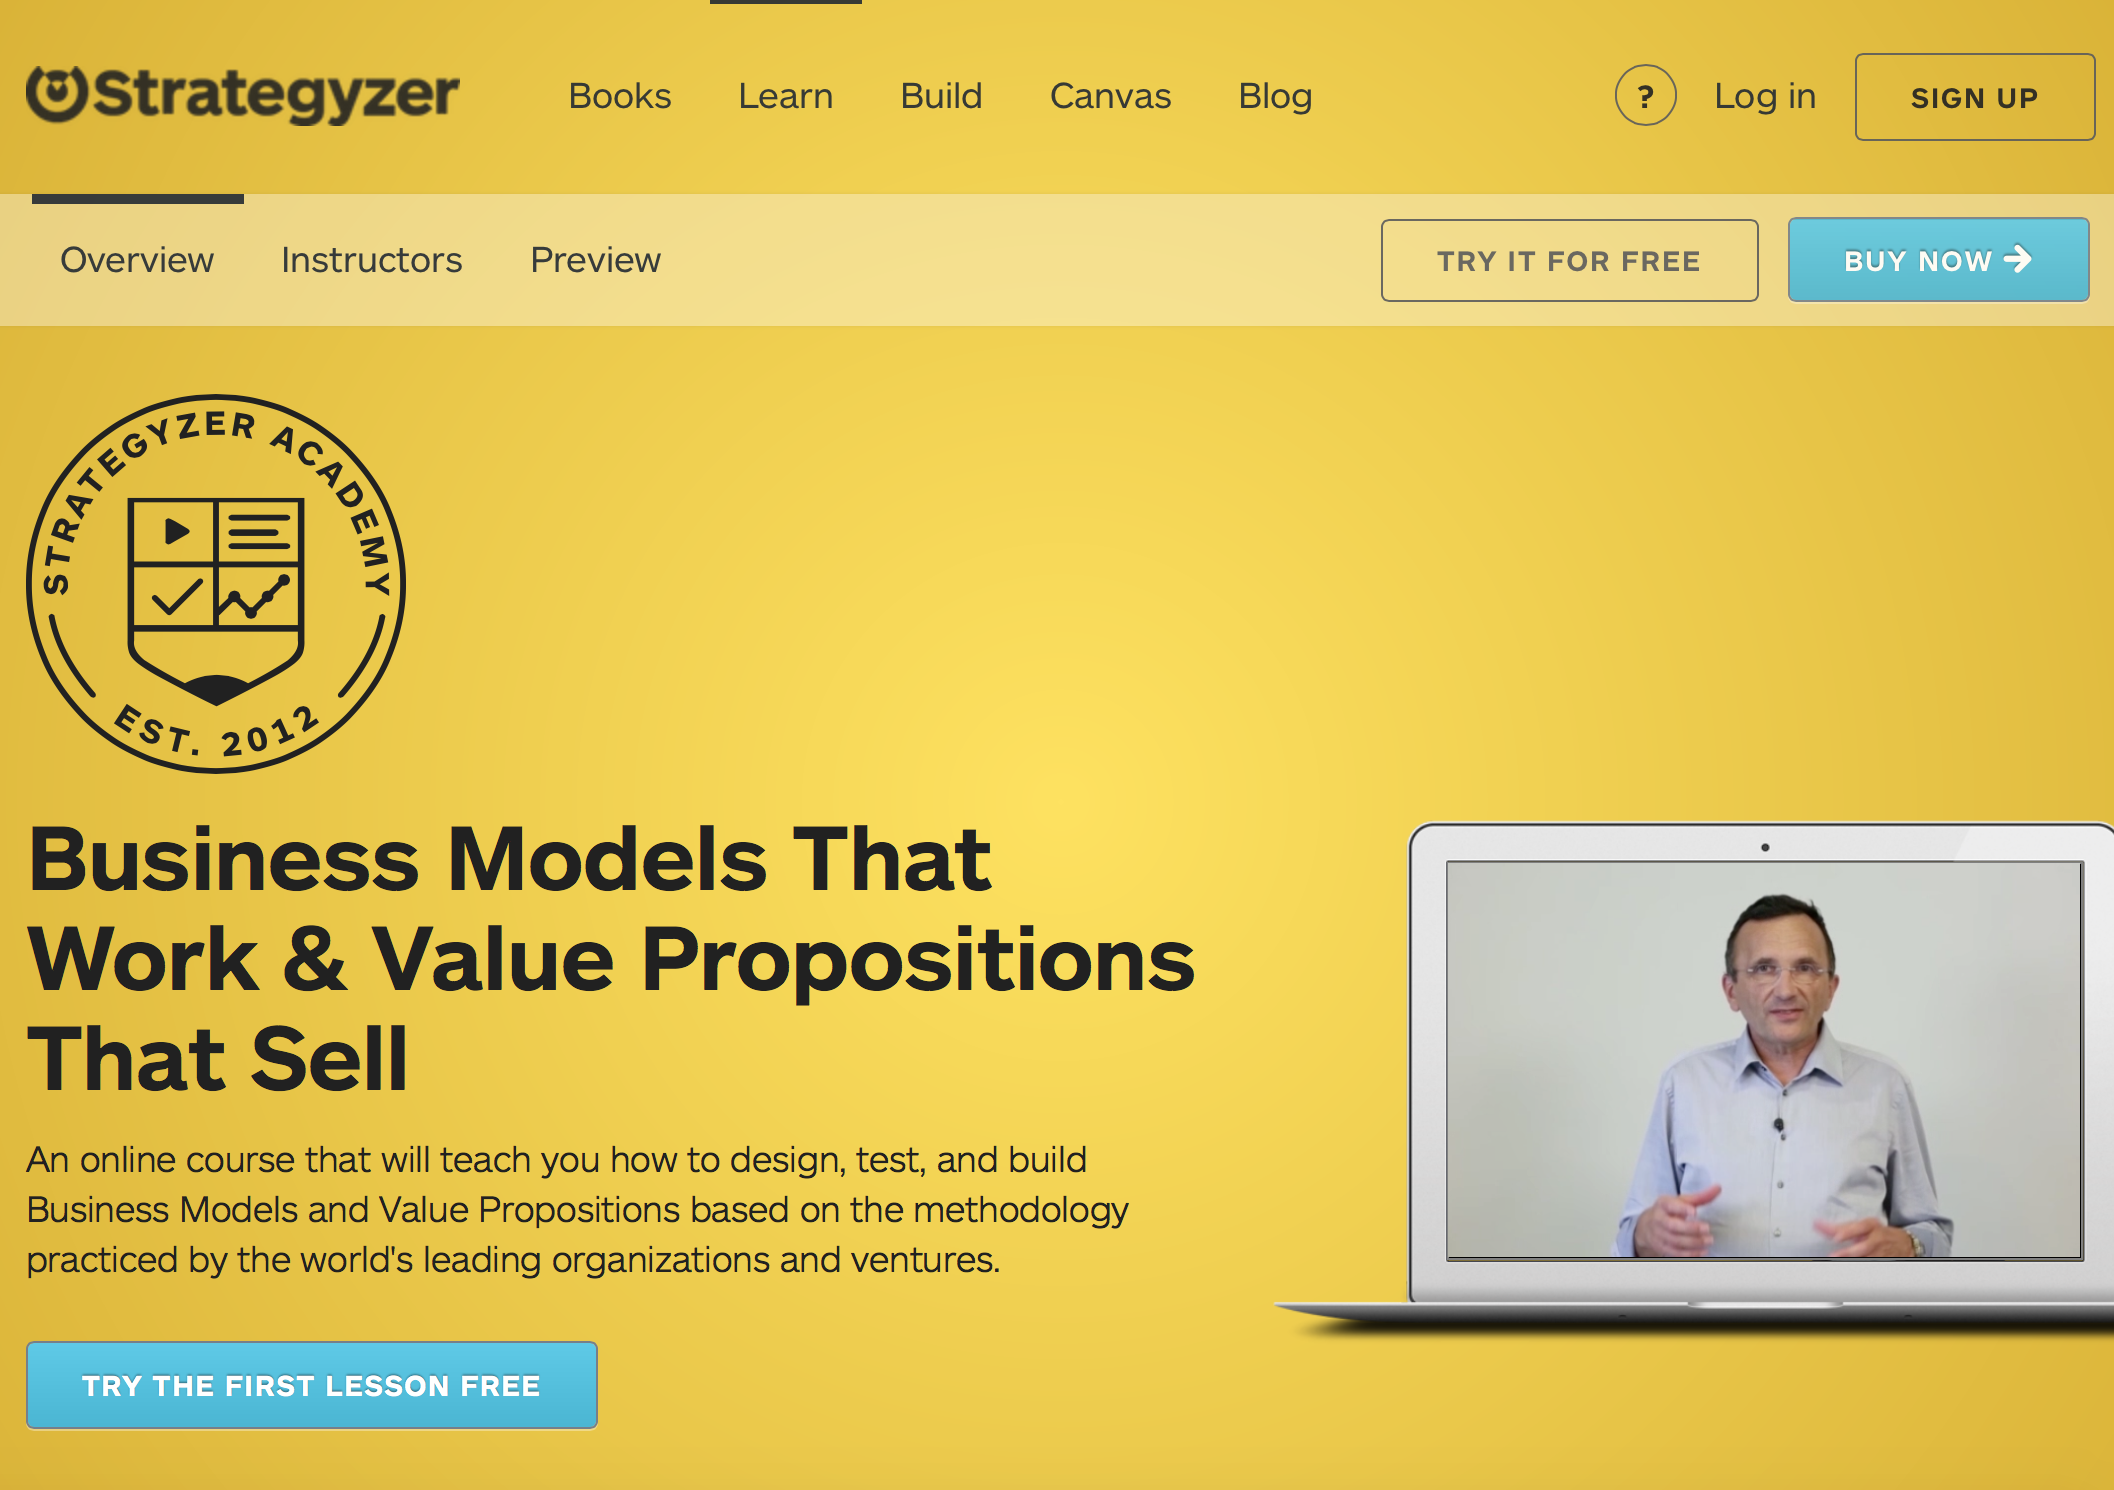 Strategyzer
Books Learn Build Canvas Blog
? Log in SIGN UP
Overview Instructors Preview
TRY IT FOR FREE BUY NOW
STRATEGYZER ACADEMY
EST. 2012
Business Models That
Work & Value Propositions
That Sell
An online course that will teach you how to design, test, and build
Business Models and Value Propositions based on the methodology
practiced by the world's leading organizations and ventures.
TRY THE FIRST LESSON FREE